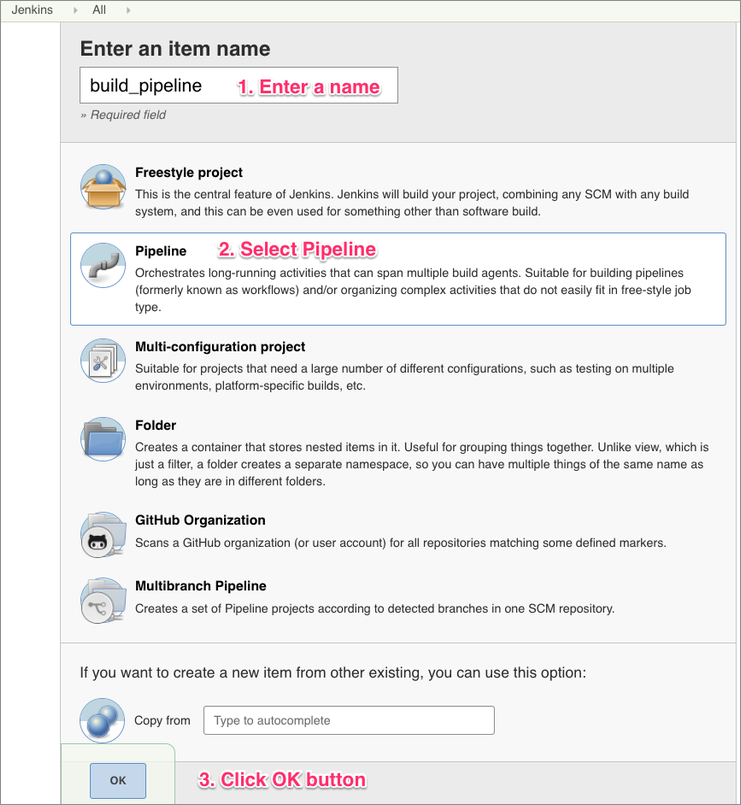 Jenkins All
Enter an item name
build_pipeline 1. Enter a name
» Required field
Freestyle project
This is the central feature of Jenkins. Jenkins will build your project, combining any SCM with any build
system, and this can be even used for something other than software build.
Pipeline 2. Select Pipeline
Orchestrates long-running activities that can span multiple build agents. Suitable for building pipelines
(formerly known as workflows) and/or organizing complex activities that do not easily fit in free-style job
type.
Multi-configuration project
Suitable for projects that need a large number of different configurations, such as testing on multiple
environments, platform-specific builds, etc.
Folder
Creates a container that stores nested items in it. Useful for grouping things together. Unlike view, which is
just a filter, a folder creates a separate namespace, so you can have multiple things of the same name as
long as they are in different folders.
GitHub Organization
Scans a GitHub organization (or user account) for all repositories matching some defined markers.
Multibranch Pipeline
Creates a set of Pipeline projects according to detected branches in one SCM repository.
If you want to create a new item from other existing, you can use this option:
Copy from Type to autocomplete
OK 3. Click OK button